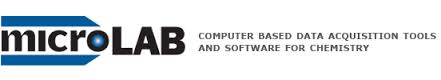 microLAB
COMPUTER BASED DATA ACQUISITION TOOLS
AND SOFTWARE FOR CHEMISTRY